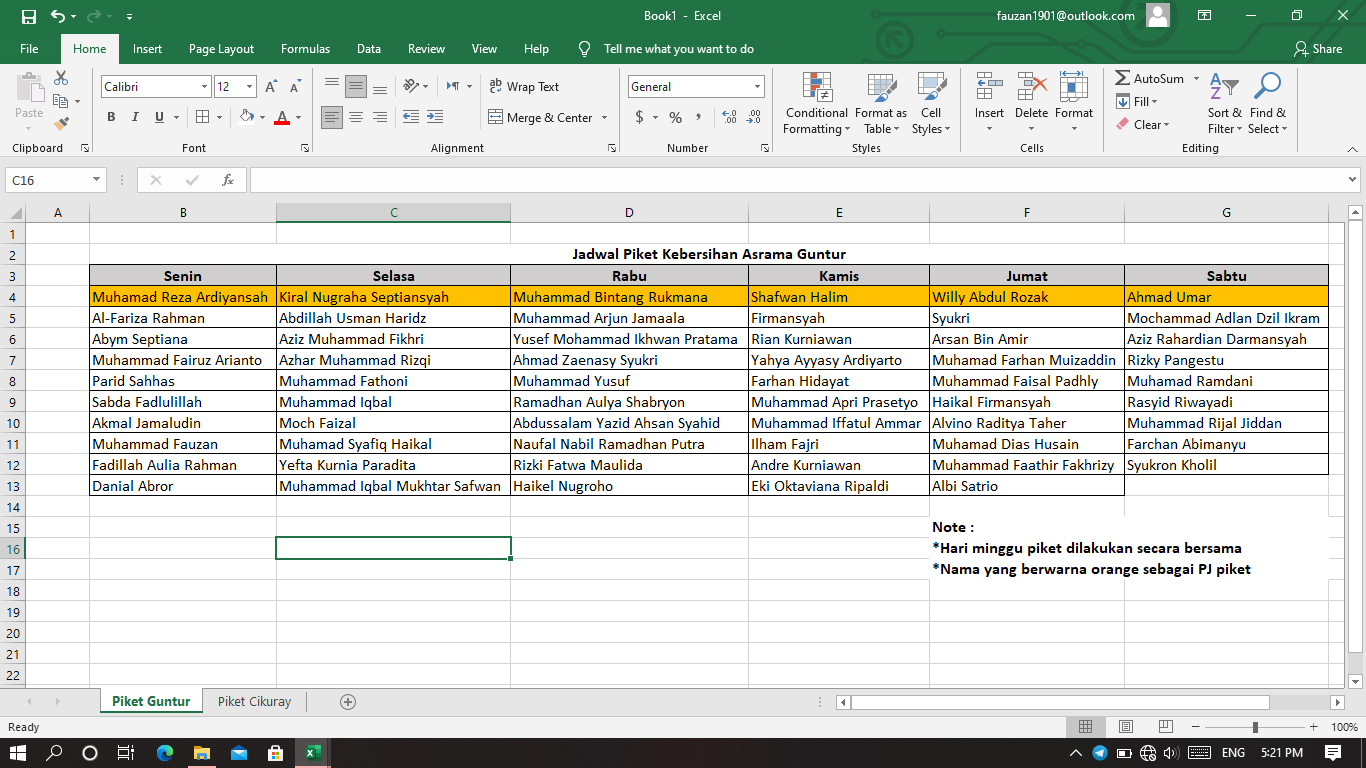 Book1 - Excel
fauzan1901@outlook.com
File Home Insert Page Layout Formulas Data Review View Help Tell me what you want to do Share
Paste
Clipboard
Calibri 12
B I U A
Font
ab Wrap Text
Merge & Center
Alignment
General
$ % ,
Number
Conditional Formatting
Format as Table
Cell Styles
Styles
Insert Delete Format
Cells
AutoSum
Fill
Clear
Sort & Filter
Find & Select
Editing
C16 fx
A B C D E F G
1
2 Jadwal Piket Kebersihan Asrama Guntur
3 Senin Selasa Rabu Kamis Jumat Sabtu
4 Muhamad Reza Ardiyansah Kiral Nugraha Septiansyah Muhammad Bintang Rukmana Shafwan Halim Willy Abdul Rozak Ahmad Umar
5 Al-Fariza Rahman Abdillah Usman Haridz Muhammad Arjun Jamaala Firmansyah Syukri Mochammad Adlan Dzil Ikram
6 Abym Septiana Aziz Muhammad Fikhri Yusef Mohammad Ikhwan Pratama Rian Kurniawan Arsan Bin Amir Aziz Rahardian Darmansyah
7 Muhammad Fairuz Arianto Azhar Muhammad Rizqi Ahmad Zaenasy Syukri Yahya Ayyasy Ardiyarto Muhamad Farhan Muizaddin Rizky Pangestu
8 Parid Sahhas Muhammad Fathoni Muhammad Yusuf Farhan Hidayat Muhammad Faisal Padhly Muhamad Ramdani
9 Sabda Fadlulillah Muhammad Iqbal Ramadhan Aulya Shabryon Muhammad Apri Prasetyo Haikal Firmansyah Rasyid Riwayadi
10 Akmal Jamaludin Moch Faizal Abdussalam Yazid Ahsan Syahid Muhammad Iffatul Ammar Alvino Raditya Taher Muhammad Rijal Jiddan
11 Muhammad Fauzan Muhamad Syafiq Haikal Naufal Nabil Ramadhan Putra Ilham Fajri Muhamad Dias Husain Farchan Abimanyu
12 Fadillah Aulia Rahman Yefta Kurnia Paradita Rizki Fatwa Maulida Andre Kurniawan Muhammad Faathir Fakhrizy Syukron Kholil
13 Danial Abror Muhammad Iqbal Mukhtar Safwan Haikel Nugroho Eki Oktaviana Ripaldi Albi Satrio
14
15 Note :
16 *Hari minggu piket dilakukan secara bersama
17 *Nama yang berwarna orange sebagai PJ piket
18
19
20
21
22
Piket Guntur Piket Cikuray
Ready 100%
ENG 5:21 PM